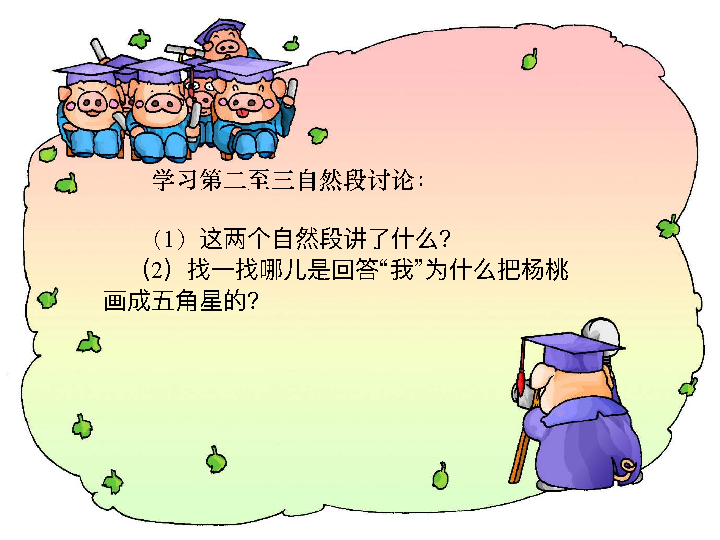 学习第二至三自然段讨论：
（1）这两个自然段讲了什么？
（2）找一找哪儿是回答“我”为什么把杨桃
画成五角星的？